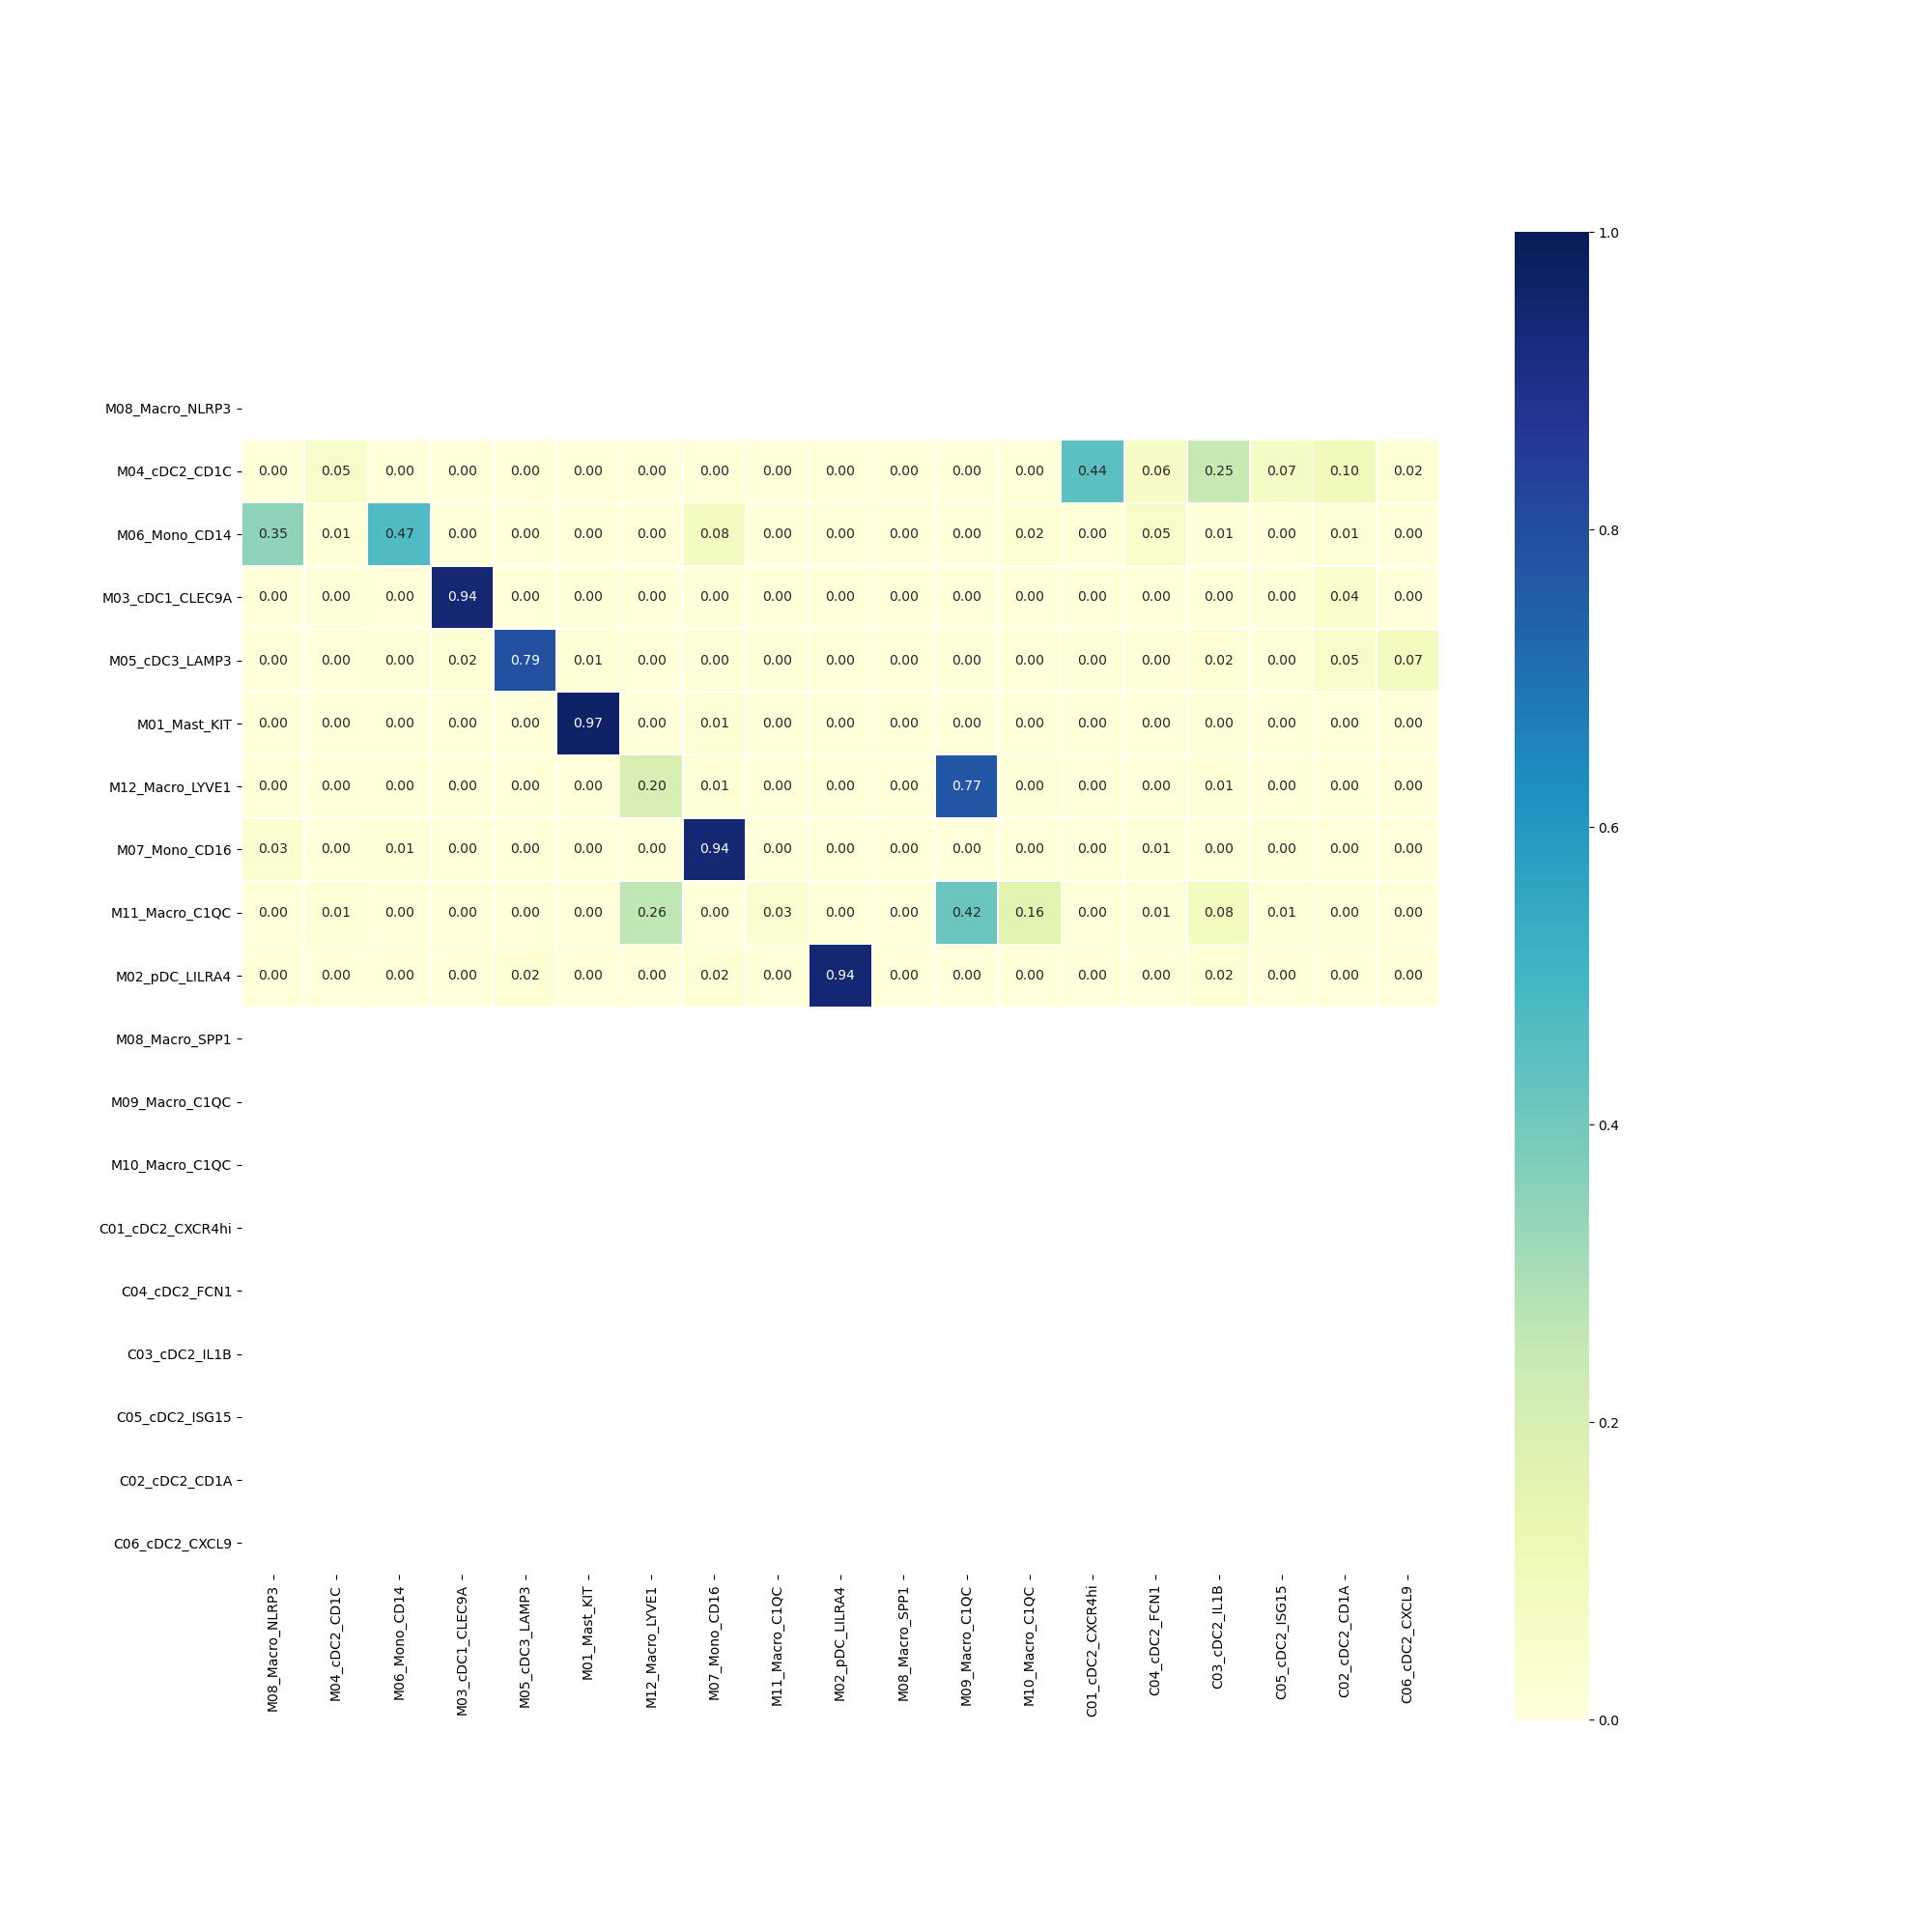 1.0
M08_Macro_NLRP3
M04_cDC2_CD1C 0.00 0.05 0.00 0.00 0.00 0.00 0.00 0.00 0.00 0.00 0.00 0.00 0.00 0.44 0.06 0.25 0.07 0.10 0.02
M06_Mono_CD14 0.35 0.01 0.47 0.00 0.00 0.00 0.00 0.08 0.00 0.00 0.00 0.00 0.02 0.00 0.05 0.01 0.00 0.01 0.00
0.8
M03_cDC1_CLEC9A 0.00 0.00 0.00 0.94 0.00 0.00 0.00 0.00 0.00 0.00 0.00 0.00 0.00 0.00 0.00 0.00 0.00 0.04 0.00
M05_cDC3_LAMP3 0.00 0.00 0.00 0.02 0.79 0.01 0.00 0.00 0.00 0.00 0.00 0.00 0.00 0.00 0.00 0.02 0.00 0.05 0.07
M01_Mast_KIT 0.00 0.00 0.00 0.00 0.00 0.97 0.00 0.01 0.00 0.00 0.00 0.00 0.00 0.00 0.00 0.00 0.00 0.00 0.00
M12_Macro_LYVE1 0.00 0.00 0.00 0.00 0.00 0.00 0.20 0.01 0.00 0.00 0.00 0.77 0.00 0.00 0.00 0.01 0.00 0.00 0.00
0.6
M07_Mono_CD16 0.03 0.00 0.01 0.00 0.00 0.00 0.00 0.94 0.00 0.00 0.00 0.00 0.00 0.00 0.01 0.00 0.00 0.00 0.00
M11_Macro_C1QC 0.00 0.01 0.00 0.00 0.00 0.00 0.26 0.00 0.03 0.00 0.00 0.42 0.16 0.00 0.01 0.08 0.01 0.00 0.00
M02_pDC_LILRA4 0.00 0.00 0.00 0.00 0.02 0.00 0.00 0.02 0.00 0.94 0.00 0.00 0.00 0.00 0.00 0.02 0.00 0.00 0.00
M08_Macro_SPP1
M09_Macro_C1QC
0.4
M10_Macro_C1QC
C01_cDC2_CXCR4hi
C04_cDC2_FCN1
C03_cDC2_IL1B
C05_cDC2_ISG15
0.2
C02_cDC2_CD1A
C06_cDC2_CXCL9
M08_Macro_NLRP3
M04_cDC2_CD1C
M06_Mono_CD14
M03_cDC1_CLEC9A
M05_cDC3_LAMP3
M01_Mast_KIT
M12_Macro_LYVE1
M07_Mono_CD16
M11_Macro_C1QC
M02_pDC_LILRA4
M08_Macro_SPP1
M09_Macro_C1QC
M10_Macro_C1QC
C01_cDC2_CXCR4hi
C04_cDC2_FCN1
C03_cDC2_IL1B
C05_cDC2_ISG15
C02_cDC2_CD1A
C06_cDC2_CXCL9
0.0